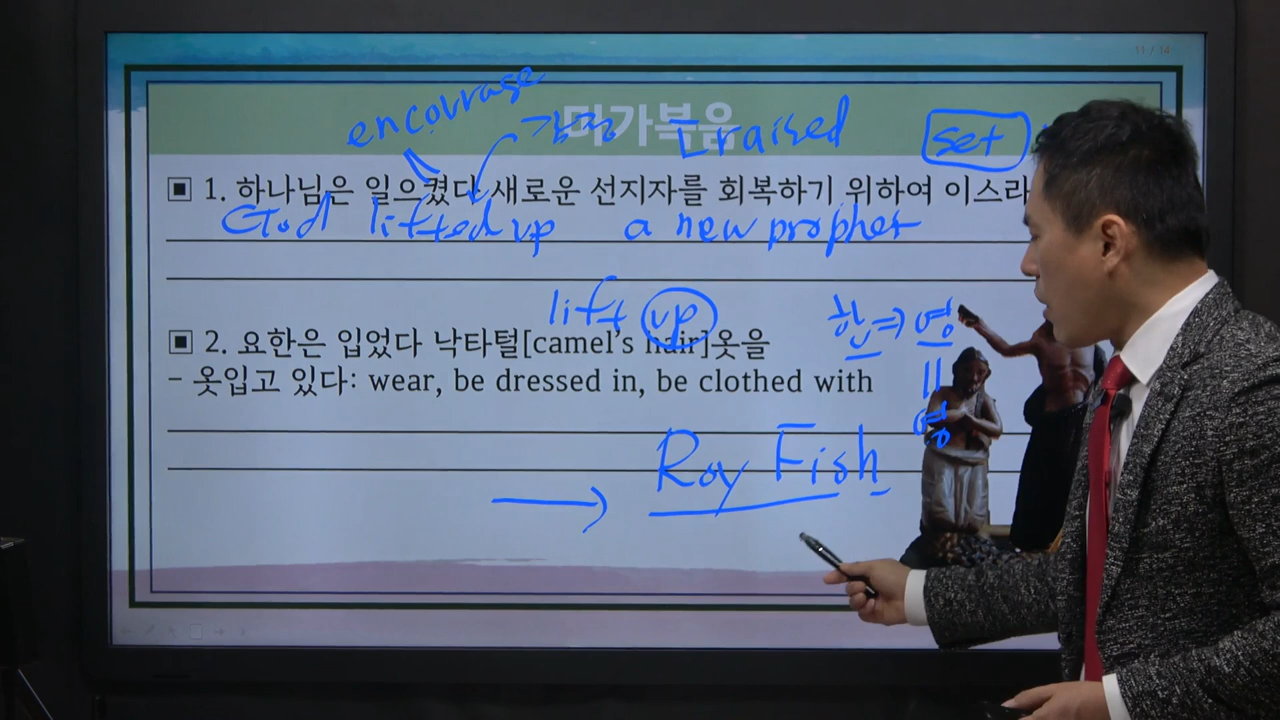 11 / 14
마가복음
encourage
감정
raised
set
▣ 1. 하나님은 일으켰다 새로운 선지자를 회복하기 위하여 이스라
God lifted up a new prophet
lift up
한 ⇒ 영
॥
영
▣ 2. 요한은 입었다 낙타털[camel's hair]옷을
– 옷입고 있다: wear, be dressed in, be clothed with
→ Roy Fish